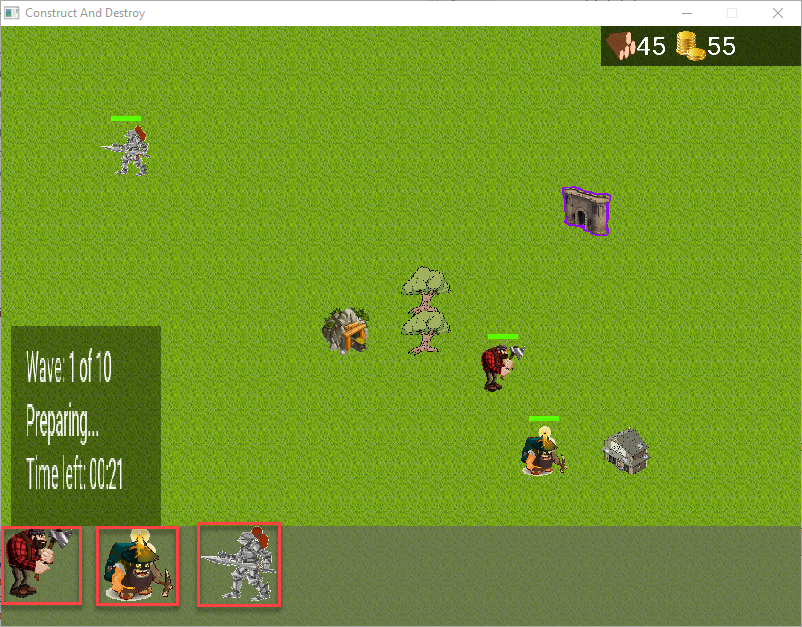 Construct And Destroy
45 55
Wave: 1 of 10
Preparing...
Time left: 00:21